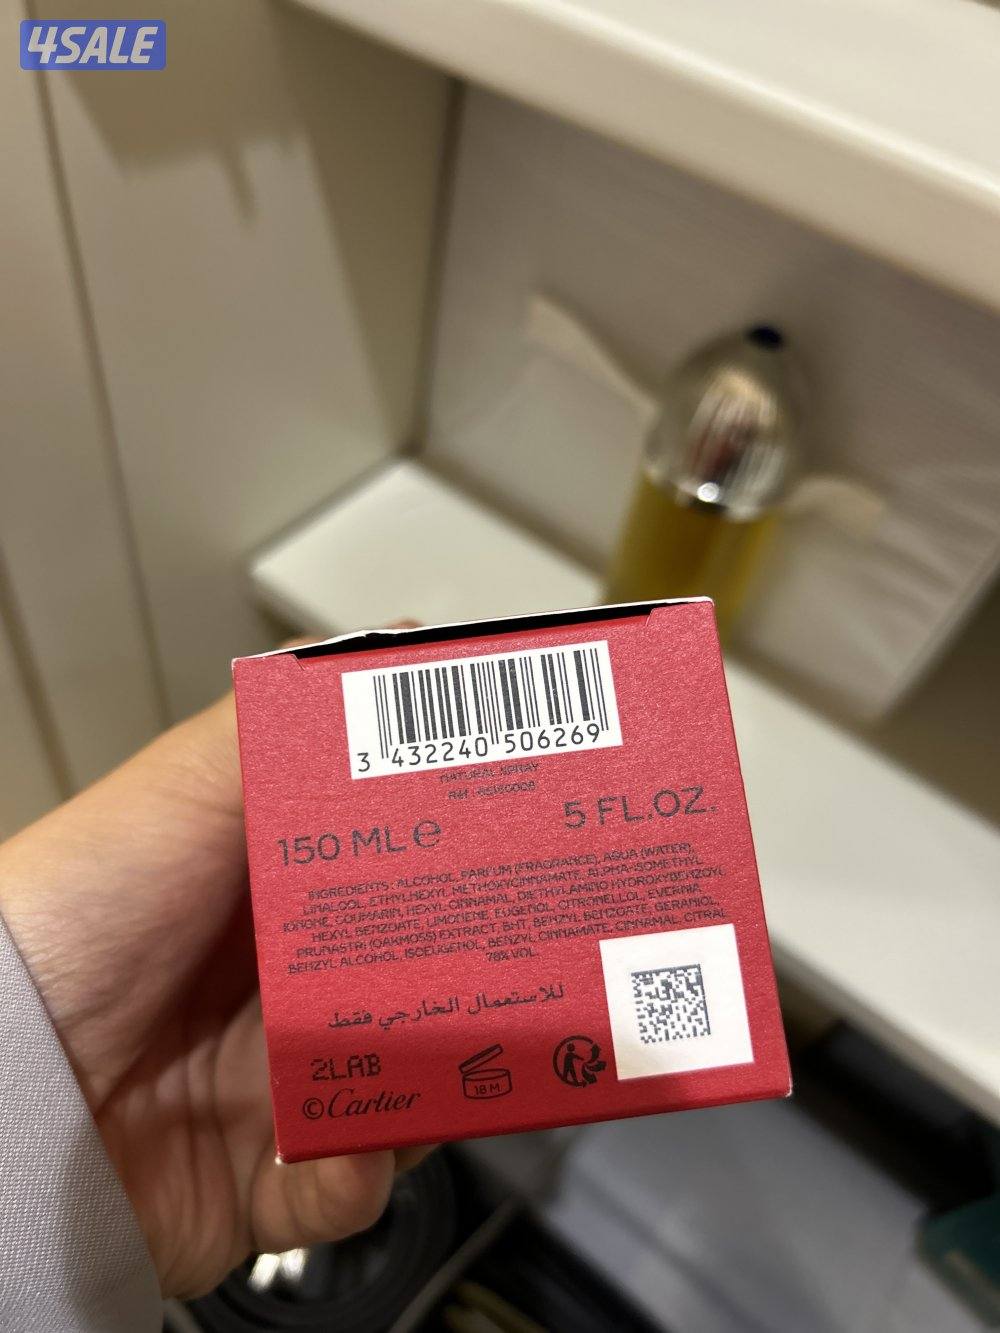 4SALE
3 432240 506269
NATURAL SPRAY
150 ML e
5 FL.OZ.
INGREDIENTS : ALCOHOL, PARFUM (FRAGRANCE), AQUA (WATER),
LINALOOL, ETHYLHEXYL METHOXYCINNAMATE, ALPHA-ISOMETHYL
IONONE, COUMARIN, HEXYL CINNAMAL, DIETHYLAMINO HYDROXYBENZOYL
HEXYL BENZOATE, LIMONENE, EUGENOL, CITRONELLOL, EVERNIA
PRUNASTRI (OAKMOSS) EXTRACT, BHT, BENZYL BENZOATE, GERANIOL,
BENZYL ALCOHOL, ISOEUGENOL, BENZYL CINNAMATE, CINNAMAL, CITRAL
78% VOL.
للاستعمال الخارجي فقط
2LAB
18 M
© Cartier